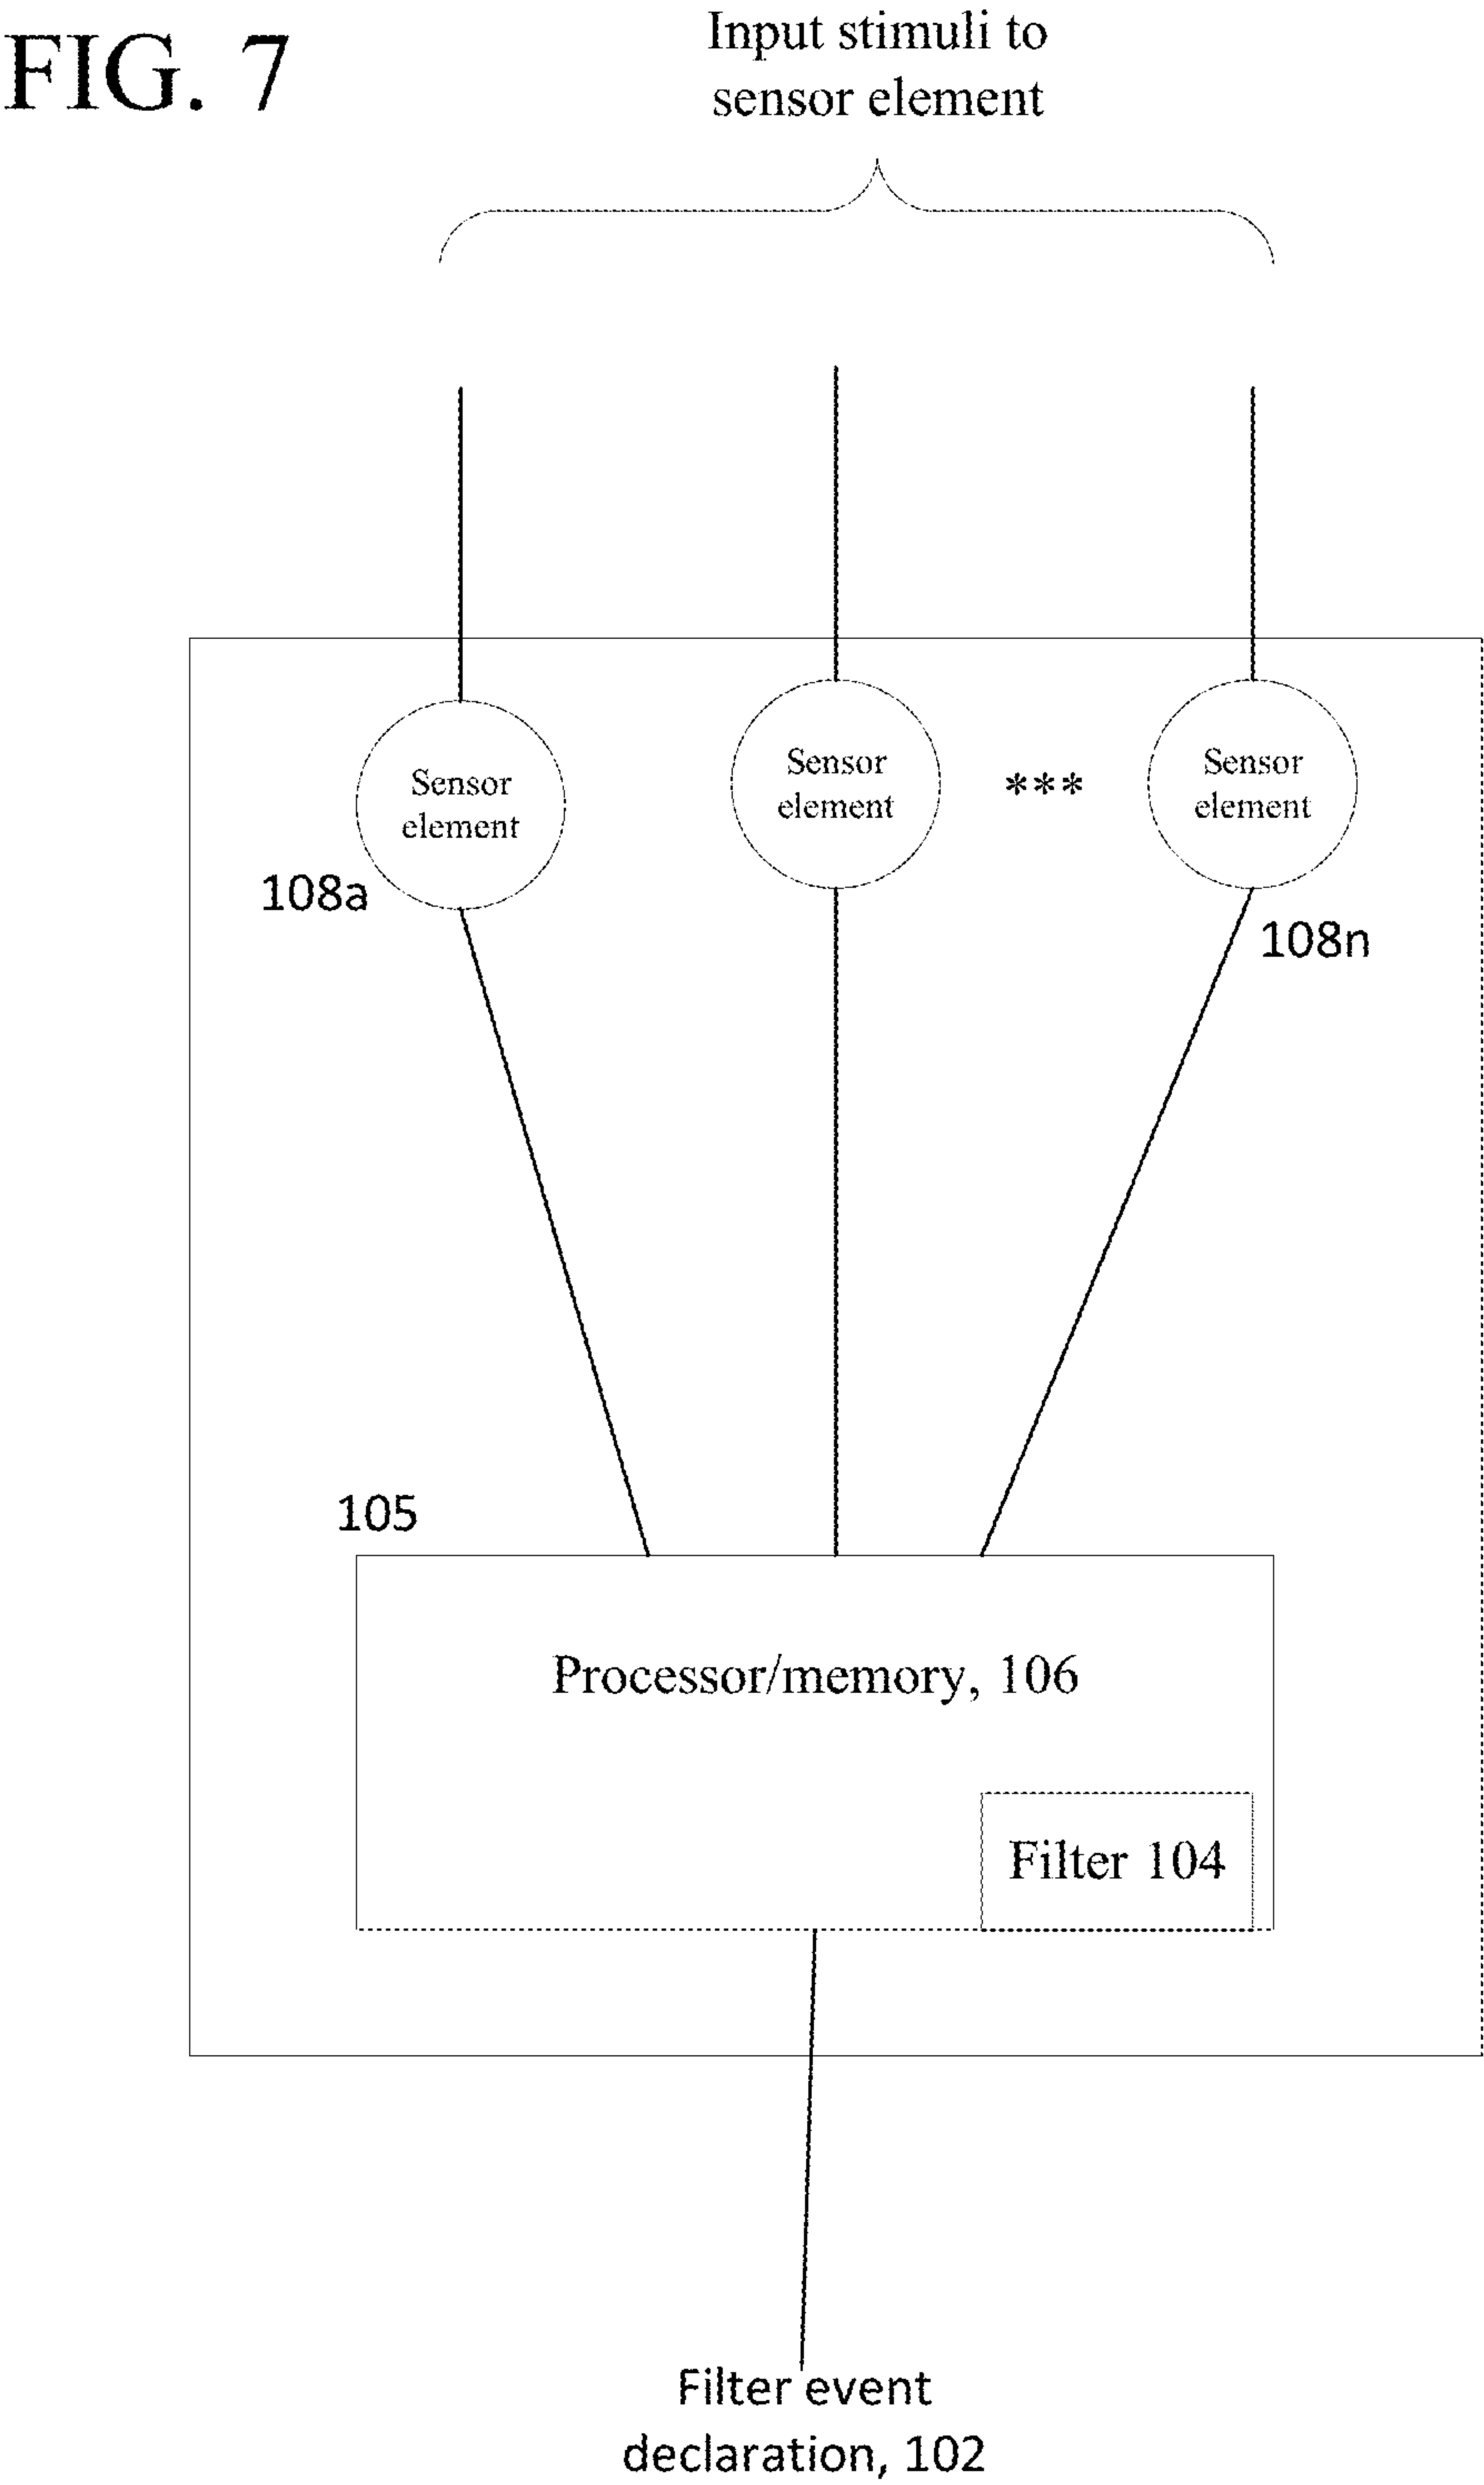 FIG. 7
Input stimuli to
sensor element
Sensor
element
Sensor
element
***
Sensor
element
108a
108n
105
Processor/memory, 106
Filter 104
Filter event
declaration, 102